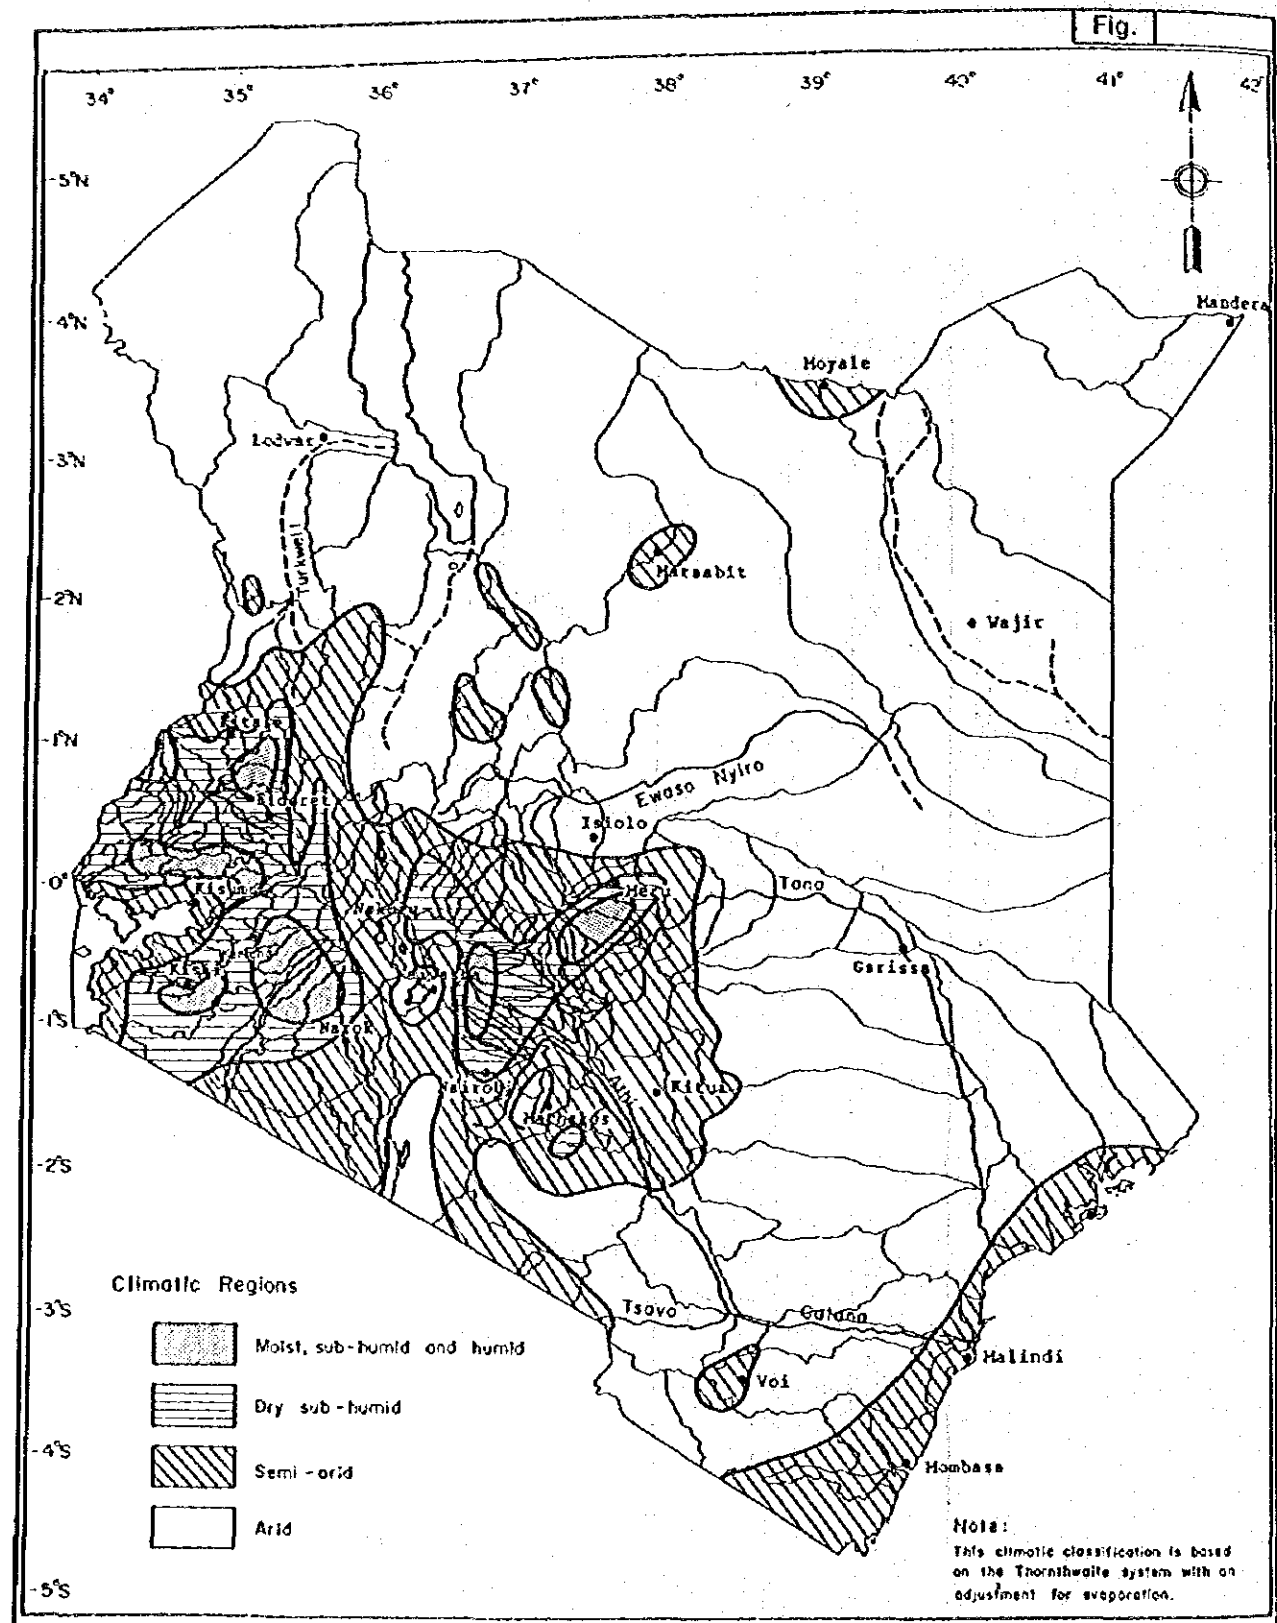 Fig.
34° 35° 36° 37° 38° 39° 40° 41° 42°
5°N
4°N
3°N
2°N
1°N
0°
1°S
2°S
3°S
4°S
5°S
Mandera
Moyale
Lodwar
Turkwell
Marsabit
Wajir
Kitale
Eldoret
Ewaso Nyiro
Isiolo
Kisumu
Meru
Tana
Nakuru
Garissa
Kisii
Narok
Nairobi
Athi
Kitui
Machakos
Tsavo
Galana
Malindi
Voi
Mombasa
Climatic Regions
Moist, sub-humid and humid
Dry sub-humid
Semi-arid
Arid
Note:
This climatic classification is based
on the Thornthwaite system with an
adjustment for evaporation.